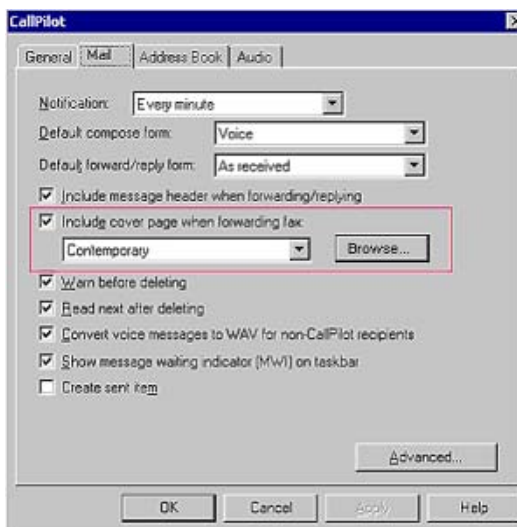 CallPilot
General Mail Address Book Audio
Notification: Every minute
Default compose form: Voice
Default forward/reply form: As received
Include message header when forwarding/replying
Include cover page when forwarding fax:
Contemporary Browse...
Warn before deleting
Read next after deleting
Convert voice messages to WAV for non-CallPilot recipients
Show message waiting indicator (MWI) on taskbar
Create sent item
Advanced...
OK Cancel Apply Help